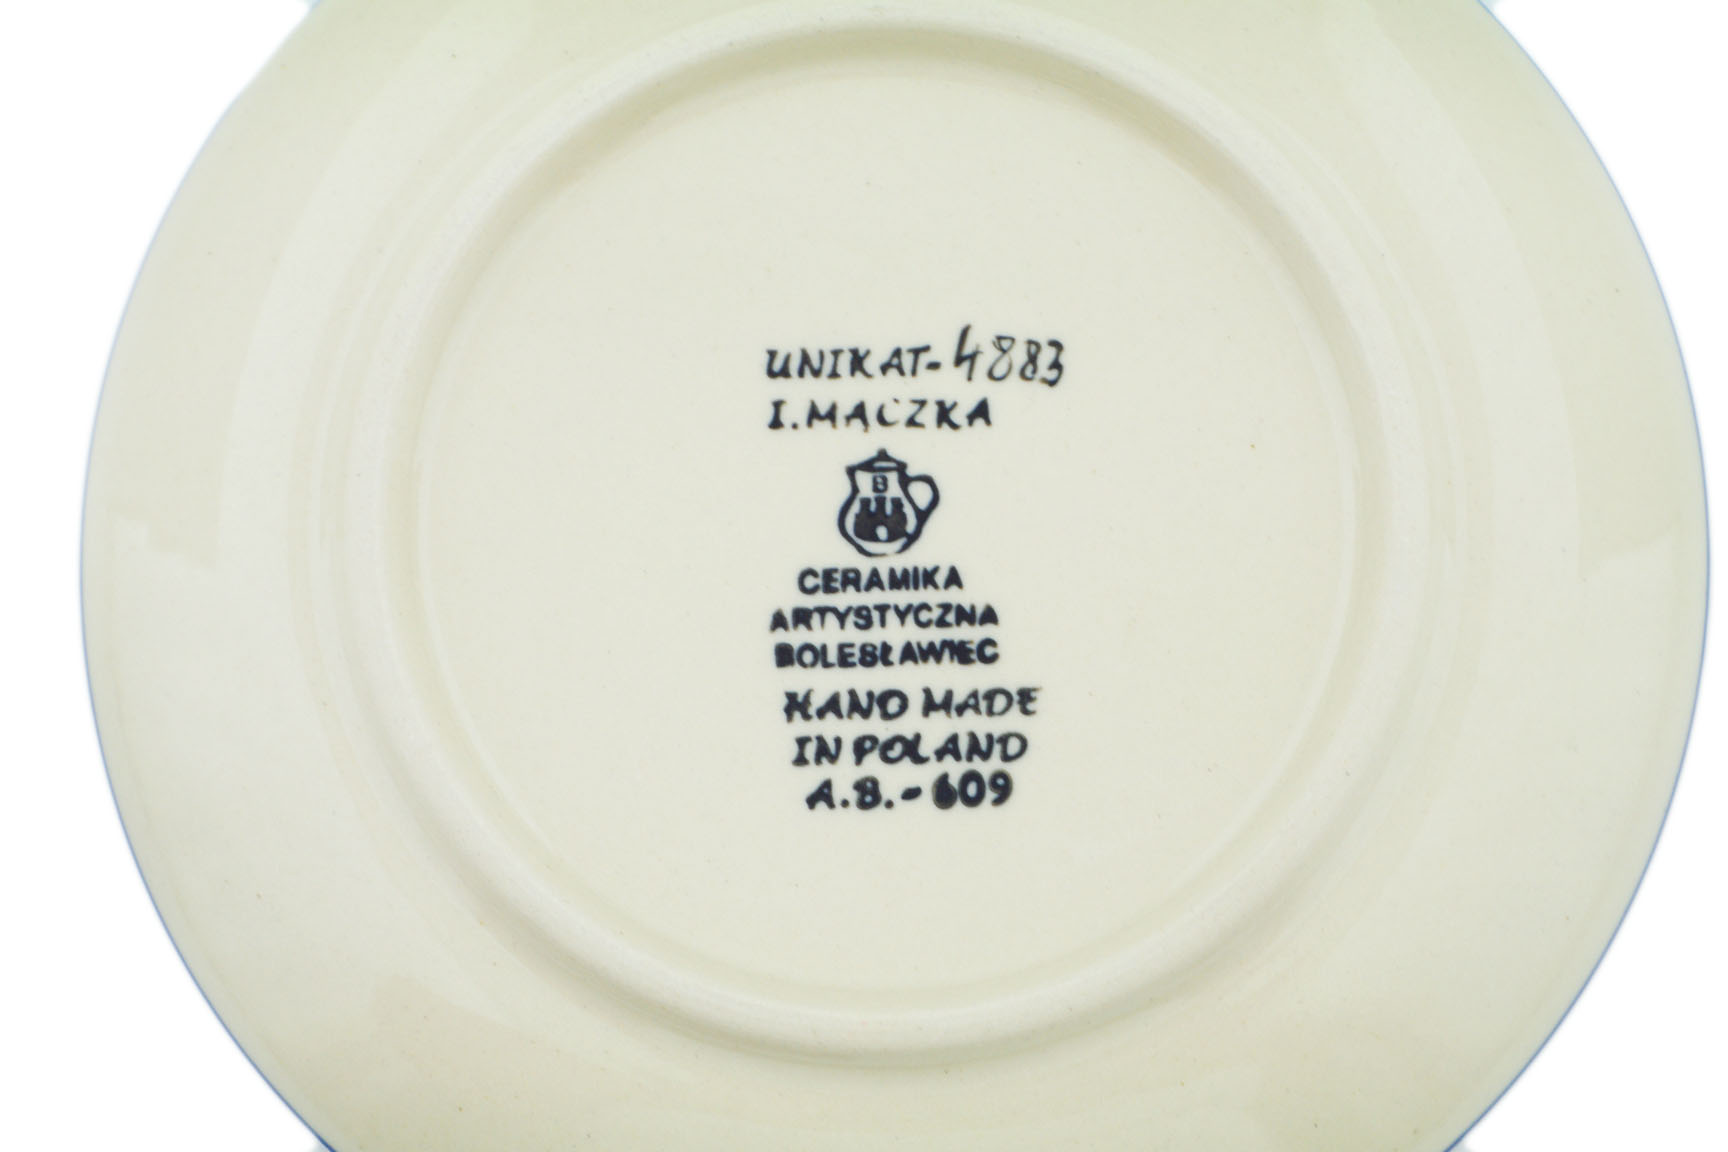 UNIKAT-4883
I. MĄCZKA
B
CERAMIKA
ARTYSTYCZNA
BOLESŁAWIEC
HAND MADE
IN POLAND
A.B.-609